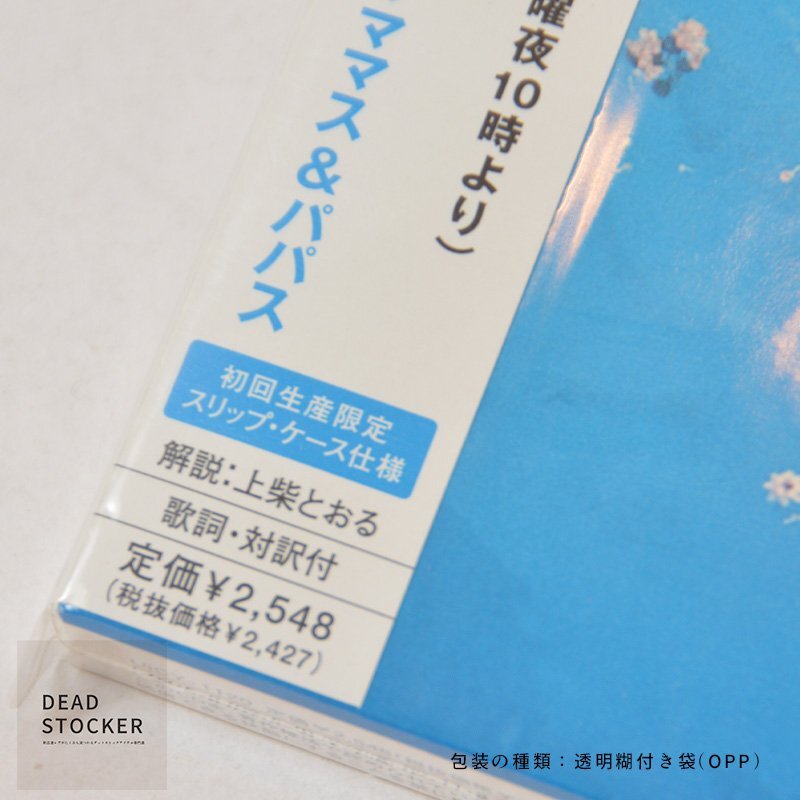 曜夜10時より）
ママス＆パパス
初回生産限定
スリップ・ケース仕様
解説：上柴とおる
歌詞・対訳付
定価￥2,548
（税抜価格￥2,427）
DEAD
STOCKER
包装の種類：透明糊付き袋(OPP)